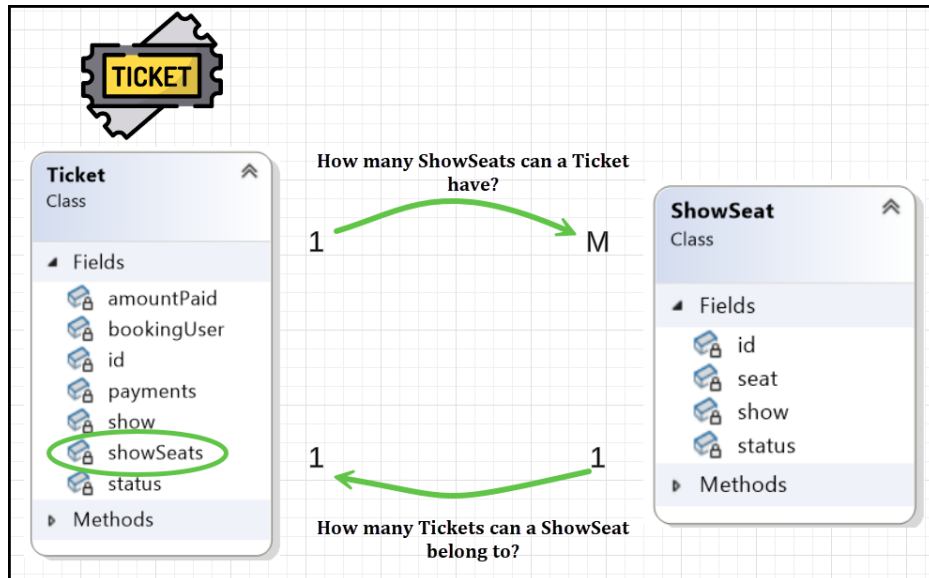 TICKET
How many ShowSeats can a Ticket
have?
Ticket
Class
Fields
amountPaid
bookingUser
id
payments
show
showSeats
status
Methods
1
M
1
1
How many Tickets can a ShowSeat
belong to?
ShowSeat
Class
Fields
id
seat
show
status
Methods